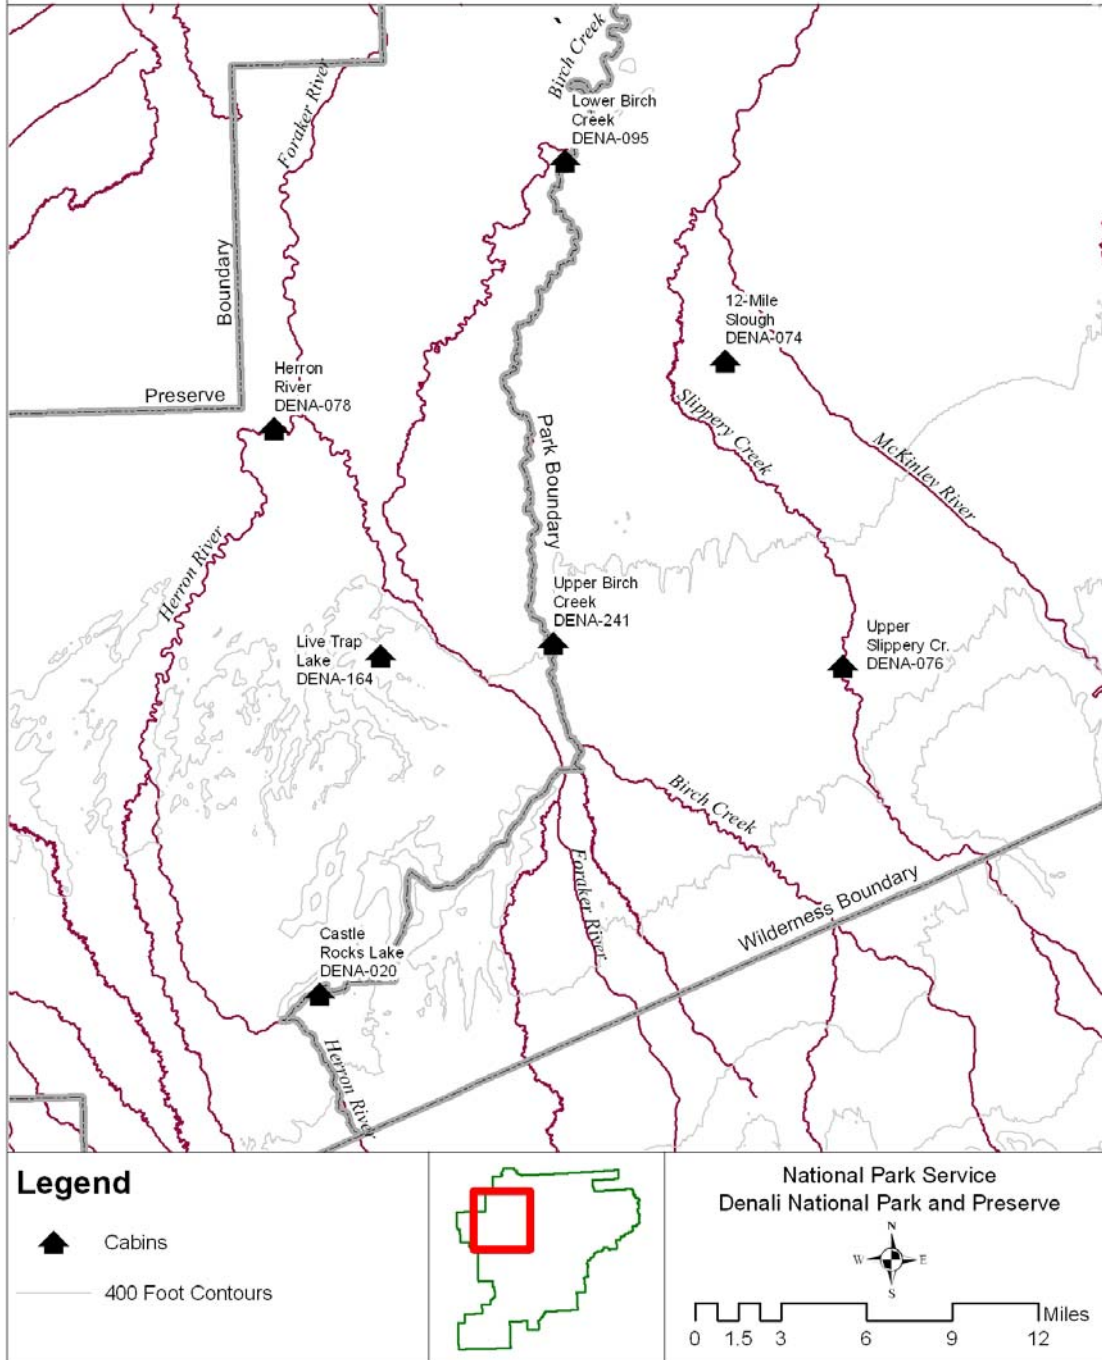 Birch Creek
Foraker River
Lower Birch
Creek
DENA-095
Boundary
12-Mile
Slough
DENA-074
Herron
River
DENA-078
Preserve
Slippery Creek
Park Boundary
McKinley River
Herron River
Upper Birch
Creek
DENA-241
Live Trap
Lake
DENA-164
Upper
Slippery Cr.
DENA-076
Birch Creek
Foraker River
Wilderness Boundary
Castle
Rocks Lake
DENA-020
Herron River
Legend
Cabins
400 Foot Contours
National Park Service
Denali National Park and Preserve
N
W E
S
Miles
0 1.5 3 6 9 12